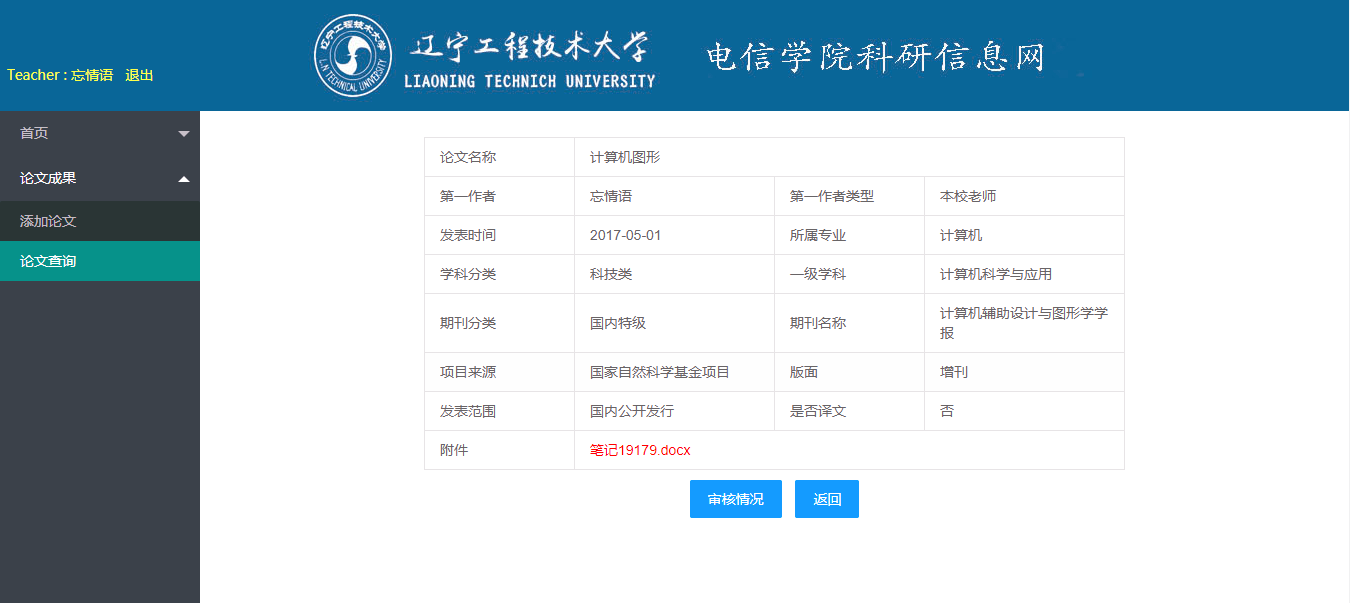 辽宁工程技术大学
辽宁工程技术大学 电信学院科研信息网
LIAONING TECHNICH UNIVERSITY
L.N TECHNICAL UNIVERSITY
Teacher : 忘情语 退出
首页
论文成果
添加论文
论文查询
论文名称 计算机图形
第一作者 忘情语 第一作者类型 本校老师
发表时间 2017-05-01 所属专业 计算机
学科分类 科技类 一级学科 计算机科学与应用
期刊分类 国内特级 期刊名称 计算机辅助设计与图形学学
报
项目来源 国家自然科学基金项目 版面 增刊
发表范围 国内公开发行 是否译文 否
附件 笔记19179.docx
审核情况 返回